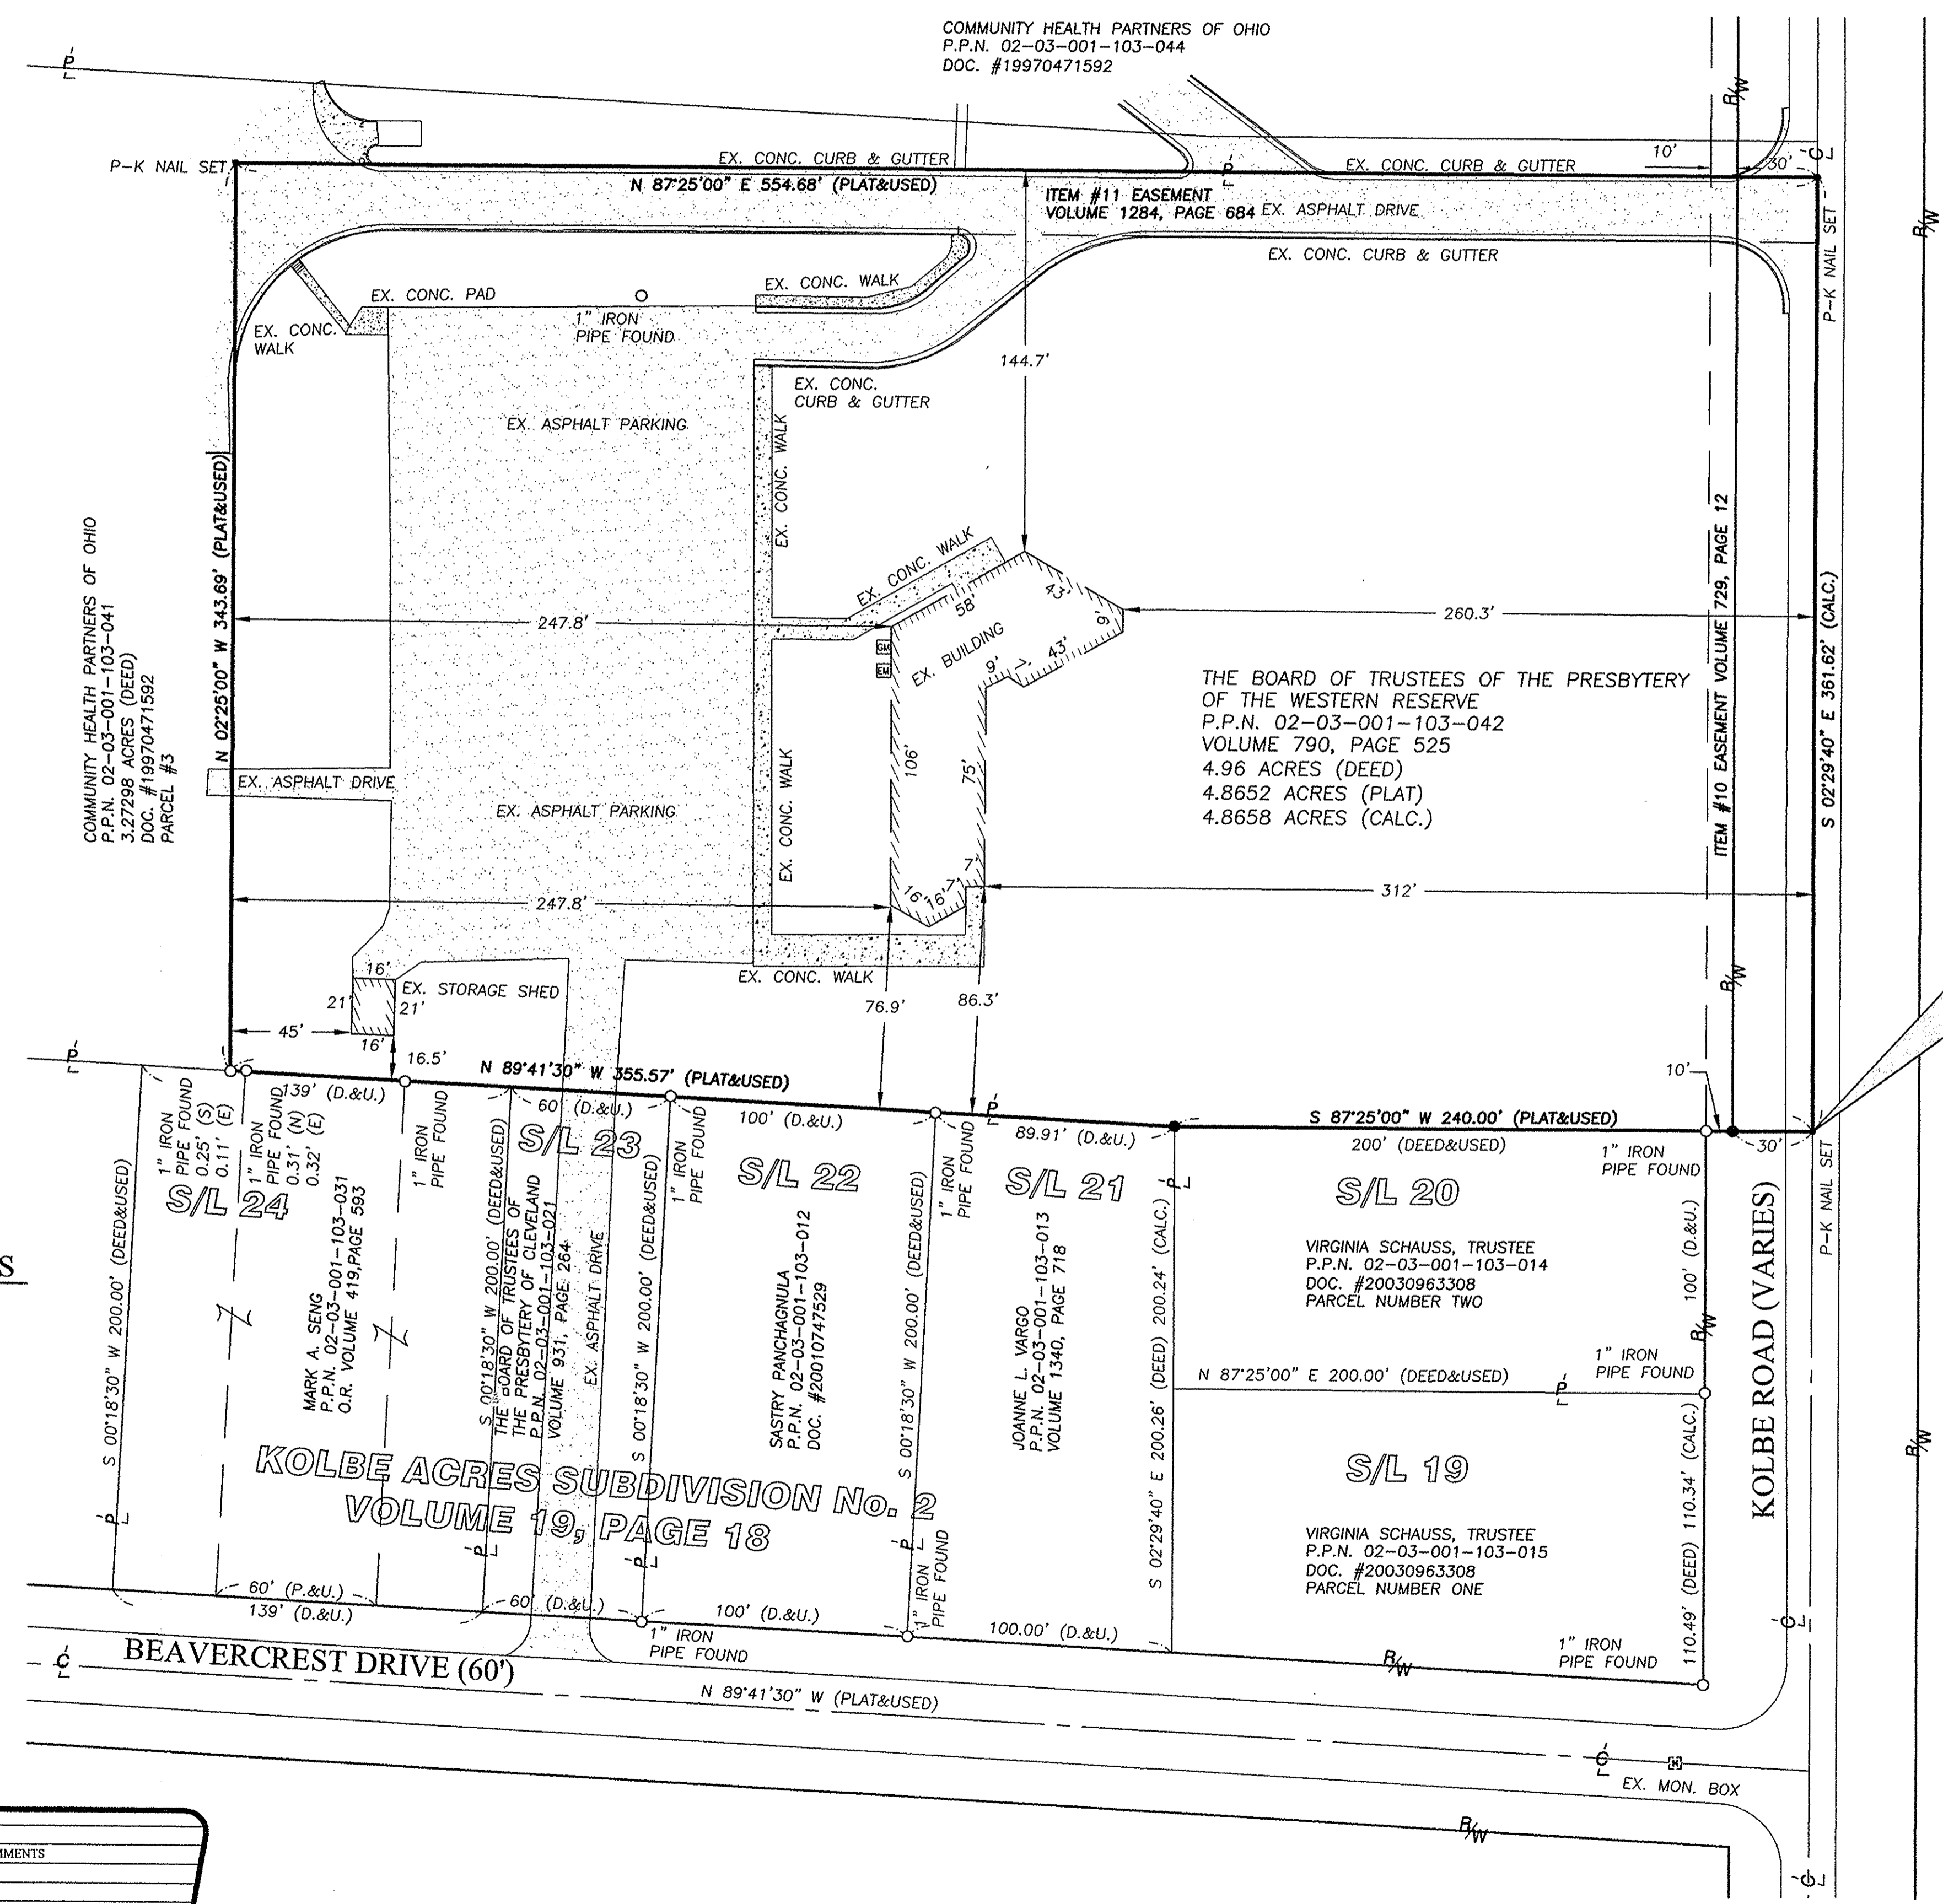 COMMUNITY HEALTH PARTNERS OF OHIO
P.P.N. 02-03-001-103-044
DOC. #19970471592
P-K NAIL SET
EX. CONC. CURB & GUTTER
N 87°25'00" E 554.68' (PLAT&USED)
ITEM #11 EASEMENT
VOLUME 1284, PAGE 684
EX. ASPHALT DRIVE
EX. CONC. CURB & GUTTER
10'
30'
R/W
R/W
P-K NAIL SET
EX. CONC. CURB & GUTTER
EX. CONC. PAD
EX. CONC. WALK
EX. CONC.
WALK
1" IRON
PIPE FOUND
EX. CONC.
CURB & GUTTER
144.7'
EX. ASPHALT PARKING
EX. CONC. WALK
N 02°25'00" W 343.69' (PLAT&USED)
COMMUNITY HEALTH PARTNERS OF OHIO
P.P.N. 02-03-001-103-041
3.27298 ACRES (DEED)
DOC. #19970471592
PARCEL #3
EX. CONC. WALK
58'
43'
9'
43'
7'
9'
247.8'
260.3'
GM
EM
EX. BUILDING
106'
75'
THE BOARD OF TRUSTEES OF THE PRESBYTERY
OF THE WESTERN RESERVE
P.P.N. 02-03-001-103-042
VOLUME 790, PAGE 525
4.96 ACRES (DEED)
4.8652 ACRES (PLAT)
4.8658 ACRES (CALC.)
ITEM #10 EASEMENT VOLUME 729, PAGE 12
S 02°29'40" E 361.62' (CALC.)
EX. ASPHALT DRIVE
EX. ASPHALT PARKING
EX. CONC. WALK
247.8'
16'
16'
7'
7'
312'
EX. CONC. WALK
76.9'
86.3'
16'
21'
21'
16'
EX. STORAGE SHED
45'
16.5'
R/W
N 89°41'30" W 355.57' (PLAT&USED)
139' (D.&U.)
60' (D.&U.)
100' (D.&U.)
89.91' (D.&U.)
S 87°25'00" W 240.00' (PLAT&USED)
200' (DEED&USED)
10'
30'
1" IRON
PIPE FOUND
P-K NAIL SET
1" IRON
PIPE FOUND
0.25' (S)
0.11' (E)
1" IRON
PIPE FOUND
0.31' (N)
0.32' (E)
1" IRON
PIPE FOUND
1" IRON
PIPE FOUND
1" IRON
PIPE FOUND
S/L 24
S/L 23
S/L 22
S/L 21
S/L 20
S 00°18'30" W 200.00' (DEED&USED)
MARK A. SENG
P.P.N. 02-03-001-103-031
O.R. VOLUME 419,PAGE 593
S 00°18'30" W 200.00' (DEED&USED)
THE BOARD OF TRUSTEES OF
THE PRESBYTERY OF CLEVELAND
P.P.N. 02-03-001-103-021
VOLUME 931, PAGE 264
EX. ASPHALT DRIVE
S 00°18'30" W 200.00' (DEED&USED)
SASTRY PANCHAGNULA
P.P.N. 02-03-001-103-012
DOC. #20010747529
S 00°18'30" W 200.00' (DEED&USED)
JOANNE L. VARGO
P.P.N. 02-03-001-103-013
VOLUME 1340, PAGE 718
S 02°29'40" E 200.26' (DEED) 200.24' (CALC.)
VIRGINIA SCHAUSS, TRUSTEE
P.P.N. 02-03-001-103-014
DOC. #20030963308
PARCEL NUMBER TWO
100' (D.&U.)
R/W
1" IRON
PIPE FOUND
N 87°25'00" E 200.00' (DEED&USED)
S/L 19
VIRGINIA SCHAUSS, TRUSTEE
P.P.N. 02-03-001-103-015
DOC. #20030963308
PARCEL NUMBER ONE
110.49' (DEED) 110.34' (CALC.)
KOLBE ROAD (VARIES)
R/W
KOLBE ACRES SUBDIVISION No. 2
VOLUME 19, PAGE 18
60' (P.&U.)
139' (D.&U.)
60' (D.&U.)
100' (D.&U.)
100.00' (D.&U.)
1" IRON
PIPE FOUND
1" IRON
PIPE FOUND
1" IRON
PIPE FOUND
R/W
BEAVERCREST DRIVE (60')
N 89°41'30" W (PLAT&USED)
EX. MON. BOX
R/W
S